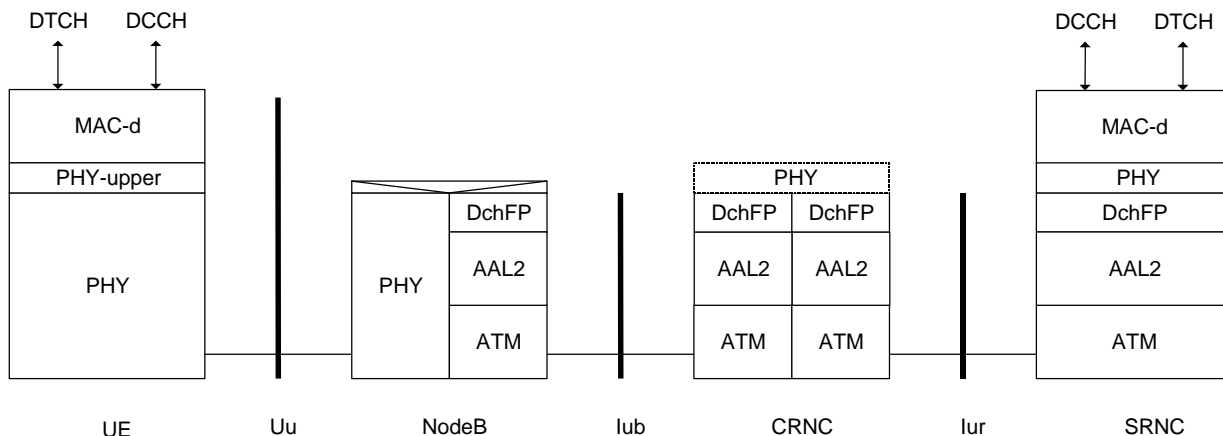 DTCH DCCH DCCH DTCH
MAC-d MAC-d
PHY-upper PHY PHY
DchFP DchFP DchFP DchFP
PHY PHY AAL2 AAL2 AAL2 AAL2
ATM ATM ATM ATM
UE Uu NodeB Iub CRNC Iur SRNC